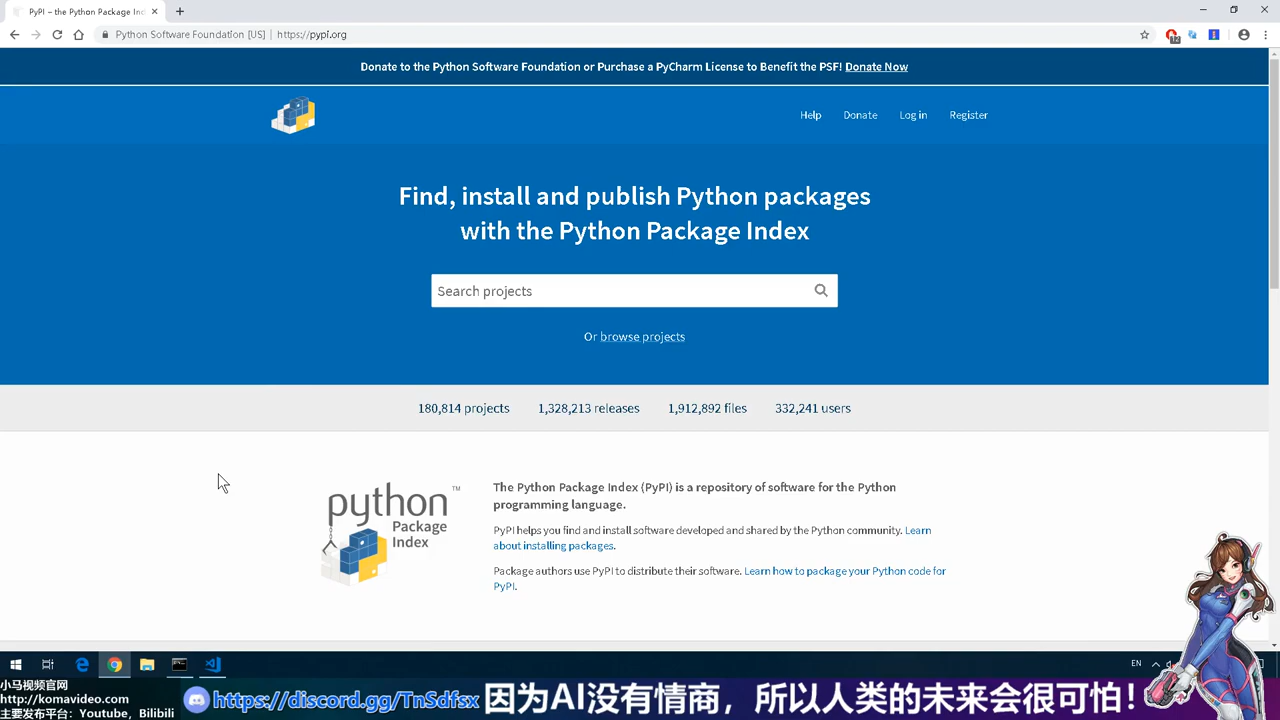 PyPI – the Python Package Ind
Python Software Foundation [US] | https://pypi.org
12
Donate to the Python Software Foundation or Purchase a PyCharm License to Benefit the PSF! Donate Now
Help Donate Log in Register
Find, install and publish Python packages
with the Python Package Index
Search projects
Or browse projects
180,814 projects 1,328,213 releases 1,912,892 files 332,241 users
python TM
Package
Index
The Python Package Index (PyPI) is a repository of software for the Python
programming language.
PyPI helps you find and install software developed and shared by the Python community. Learn
about installing packages.
Package authors use PyPI to distribute their software. Learn how to package your Python code for
PyPI.
EN
小马视频官网
http://komavideo.com
主要发布平台：Youtube，Bilibili
https://discord.gg/TnSdfsx 因为AI没有情商，所以人类的未来会很可怕！